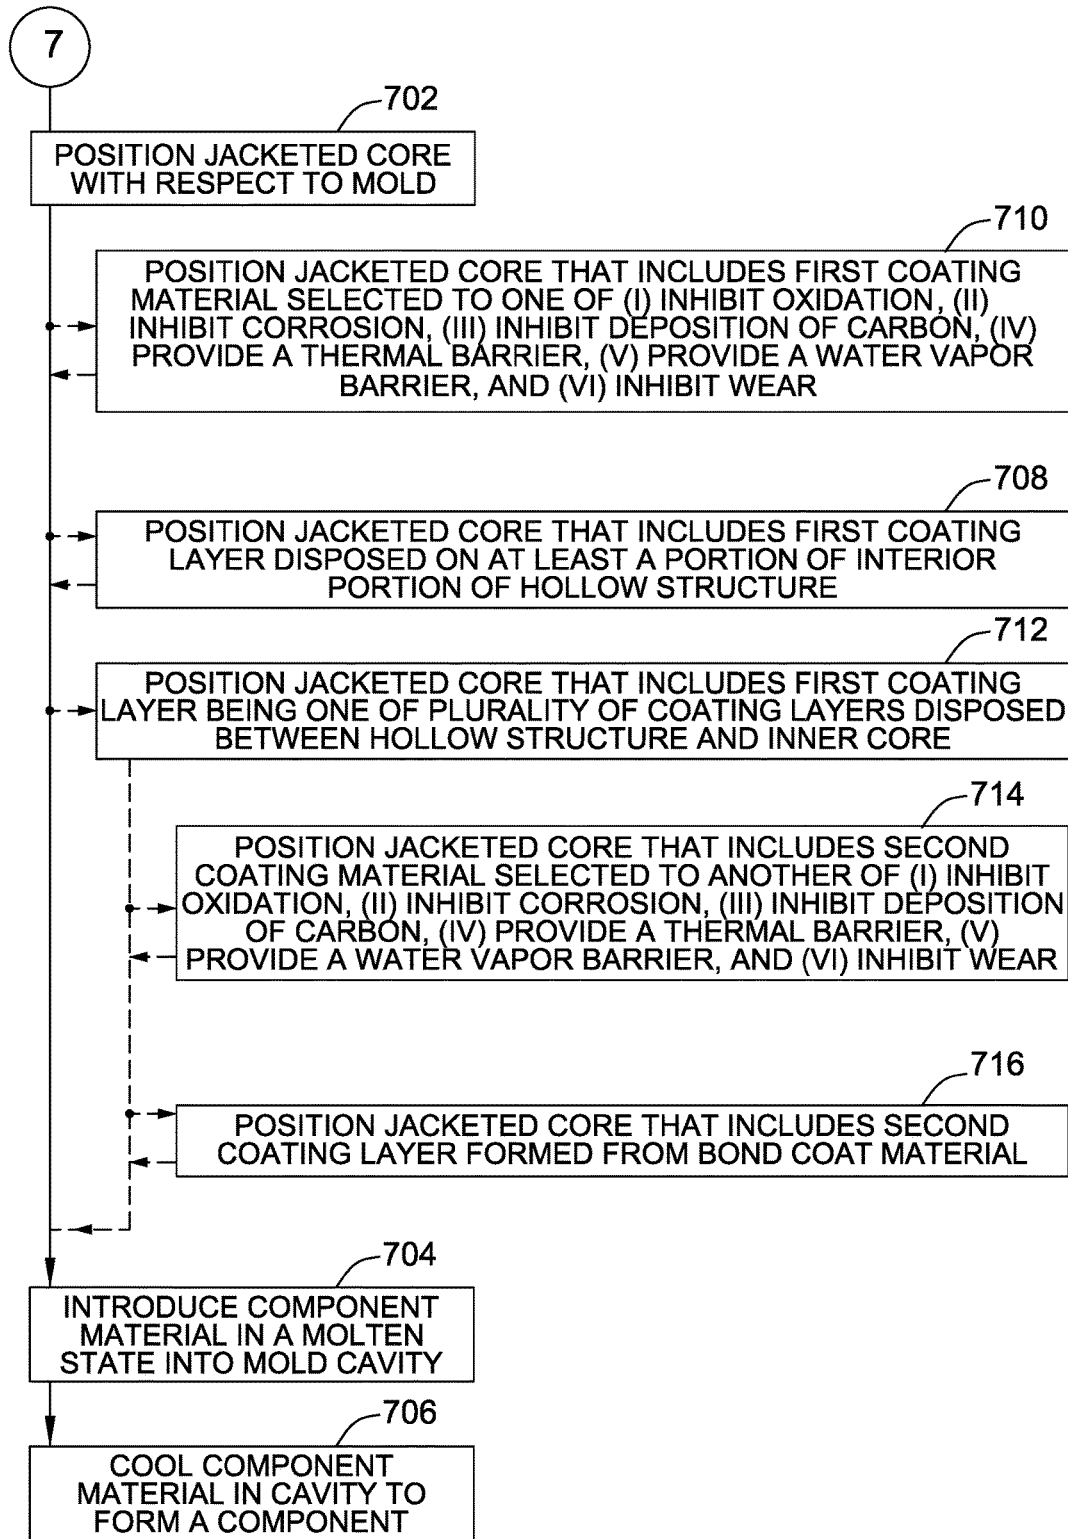 7
702
POSITION JACKETED CORE
WITH RESPECT TO MOLD
710
POSITION JACKETED CORE THAT INCLUDES FIRST COATING
MATERIAL SELECTED TO ONE OF (I) INHIBIT OXIDATION, (II)
INHIBIT CORROSION, (III) INHIBIT DEPOSITION OF CARBON, (IV)
PROVIDE A THERMAL BARRIER, (V) PROVIDE A WATER VAPOR
BARRIER, AND (VI) INHIBIT WEAR
708
POSITION JACKETED CORE THAT INCLUDES FIRST COATING
LAYER DISPOSED ON AT LEAST A PORTION OF INTERIOR
PORTION OF HOLLOW STRUCTURE
712
POSITION JACKETED CORE THAT INCLUDES FIRST COATING
LAYER BEING ONE OF PLURALITY OF COATING LAYERS DISPOSED
BETWEEN HOLLOW STRUCTURE AND INNER CORE
714
POSITION JACKETED CORE THAT INCLUDES SECOND
COATING MATERIAL SELECTED TO ANOTHER OF (I) INHIBIT
OXIDATION, (II) INHIBIT CORROSION, (III) INHIBIT DEPOSITION
OF CARBON, (IV) PROVIDE A THERMAL BARRIER, (V)
PROVIDE A WATER VAPOR BARRIER, AND (VI) INHIBIT WEAR
716
POSITION JACKETED CORE THAT INCLUDES SECOND
COATING LAYER FORMED FROM BOND COAT MATERIAL
704
INTRODUCE COMPONENT
MATERIAL IN A MOLTEN
STATE INTO MOLD CAVITY
706
COOL COMPONENT
MATERIAL IN CAVITY TO
FORM A COMPONENT